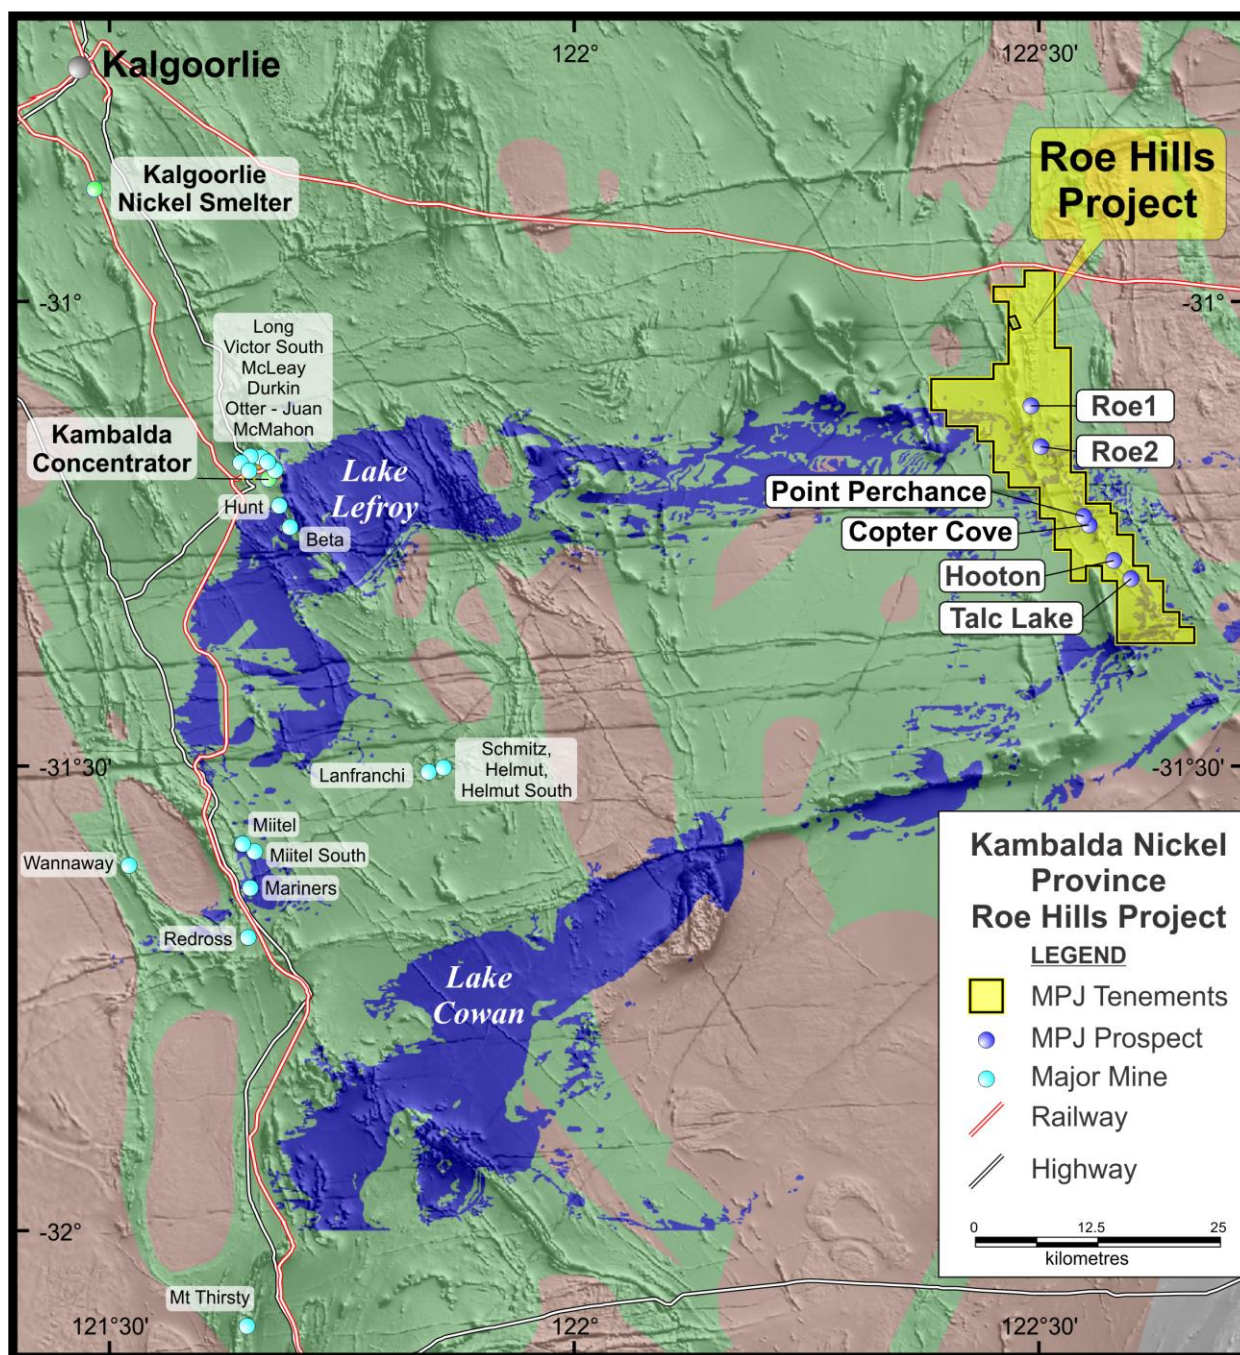 Kalgoorlie
122°
122°30'
Roe Hills
Project
Kalgoorlie
Nickel Smelter
-31°
-31°
Long
Victor South
McLeay
Durkin
Otter - Juan
McMahon
Kambalda
Concentrator
Lake
Lefroy
Hunt
Beta
Roe1
Roe2
Point Perchance
Copter Cove
Hooton
Talc Lake
-31°30'
-31°30'
Lanfranchi
Schmitz,
Helmut,
Helmut South
Miitel
Miitel South
Wannaway
Mariners
Redross
Lake
Cowan
Kambalda Nickel
Province
Roe Hills Project
LEGEND
MPJ Tenements
MPJ Prospect
Major Mine
Railway
Highway
0 12.5 25
kilometres
-32°
Mt Thirsty
121°30'
122°
122°30'